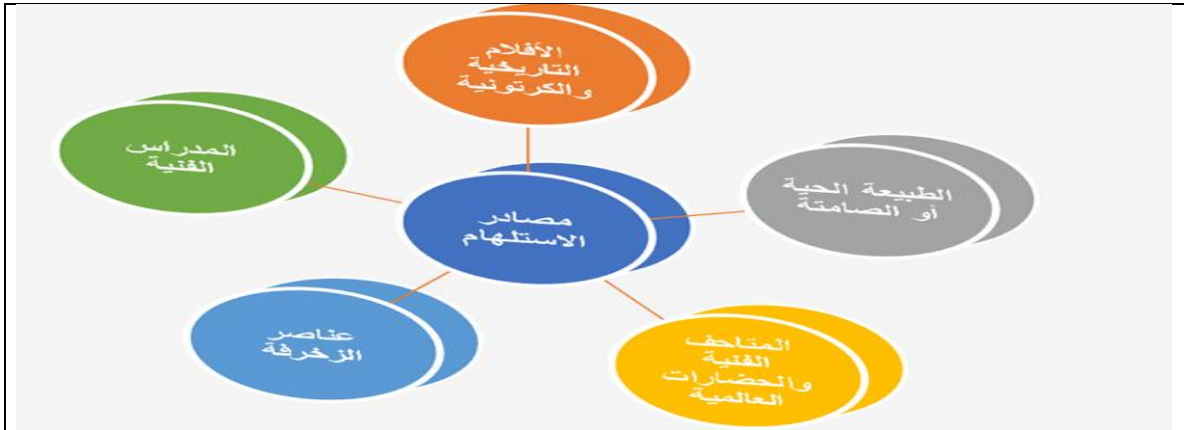 الأفلام
التاريخية
والكرتونية
الطبيعة الحية
أو الصامتة
المدراس
الفنية
مصادر
الاستلهام
المتاحف
الفنية
والحضارات
العالمية
عناصر
الزخرفة